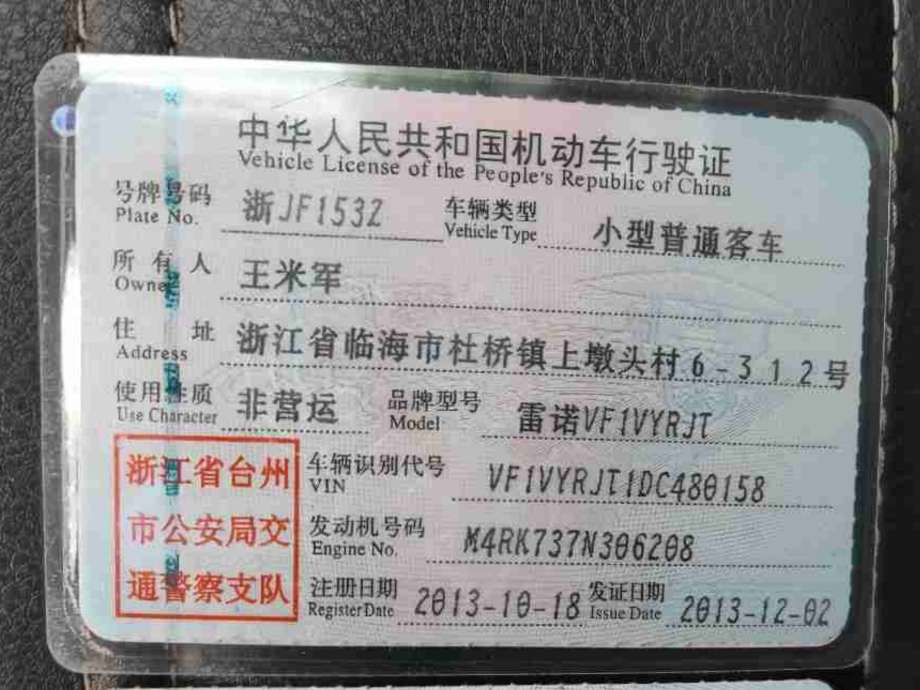 中华人民共和国机动车行驶证
Vehicle License of the People's Republic of China
号牌号码 浙JF1532 车辆类型 小型普通客车
Plate No. Vehicle Type
所有人 王米军
Owner
住址 浙江省临海市杜桥镇上墩头村6-312号
Address
使用性质 非营运 品牌型号 雷诺VF1VYRJT
Use Character Model
浙江省台州
市公安局交
通警察支队
车辆识别代号 VF1VYRJT1DC480158
VIN
发动机号码 M4RK737N306208
Engine No.
注册日期 2013-10-18 发证日期 2013-12-02
Register Date Issue Date